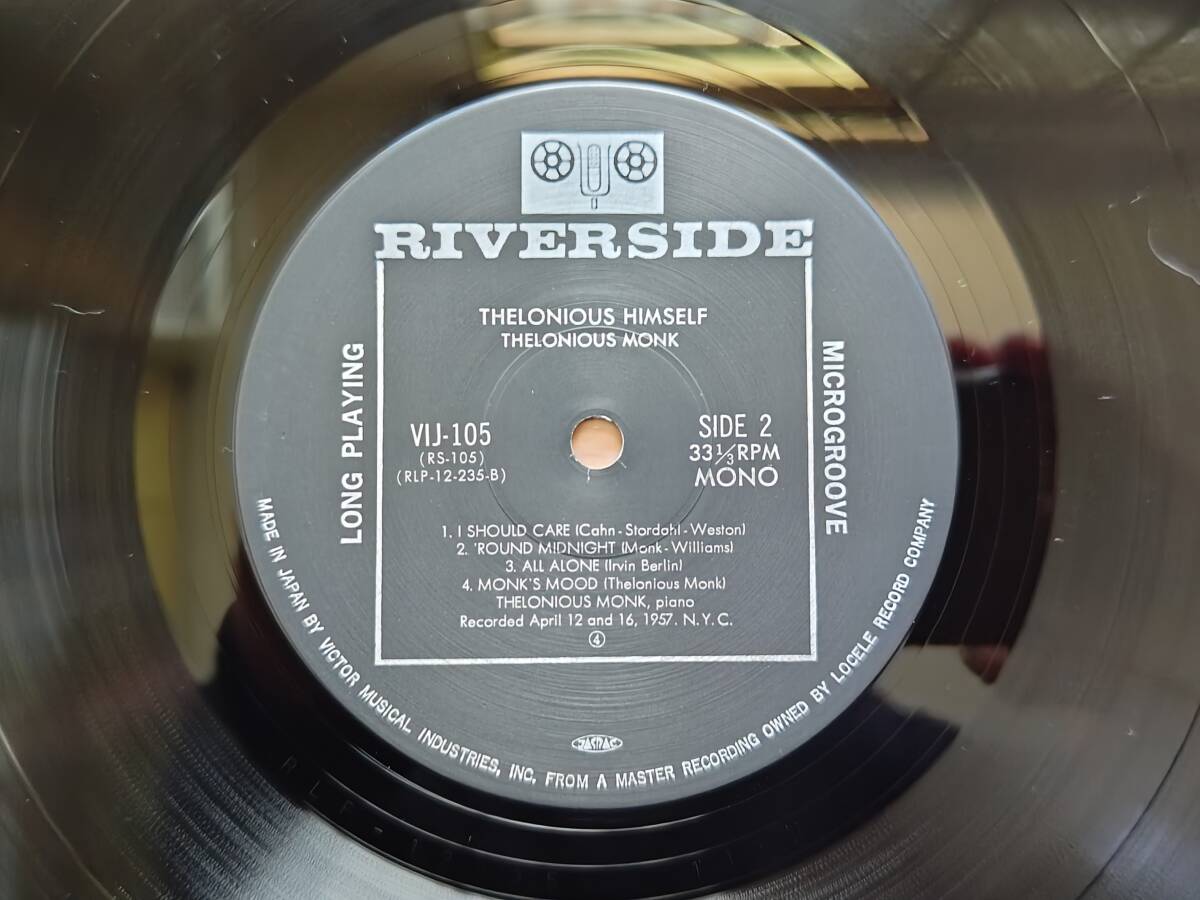 RIVERSIDE
THELONIOUS HIMSELF
THELONIOUS MONK
LONG PLAYING
MICROGROOVE
VIJ-105
(RS-105)
(RLP-12-235-B)
SIDE 2
33 1/3 RPM
MONO
1. I SHOULD CARE (Cahn-Stordahl-Weston)
2. 'ROUND MIDNIGHT (Monk-Williams)
3. ALL ALONE (Irvin Berlin)
4. MONK'S MOOD (Thelonious Monk)
THELONIOUS MONK, piano
Recorded April 12 and 16, 1957. N.Y.C.
④
MADE IN JAPAN BY VICTOR MUSICAL INDUSTRIES, INC. FROM A MASTER RECORDING OWNED BY LOCELE RECORD COMPANY